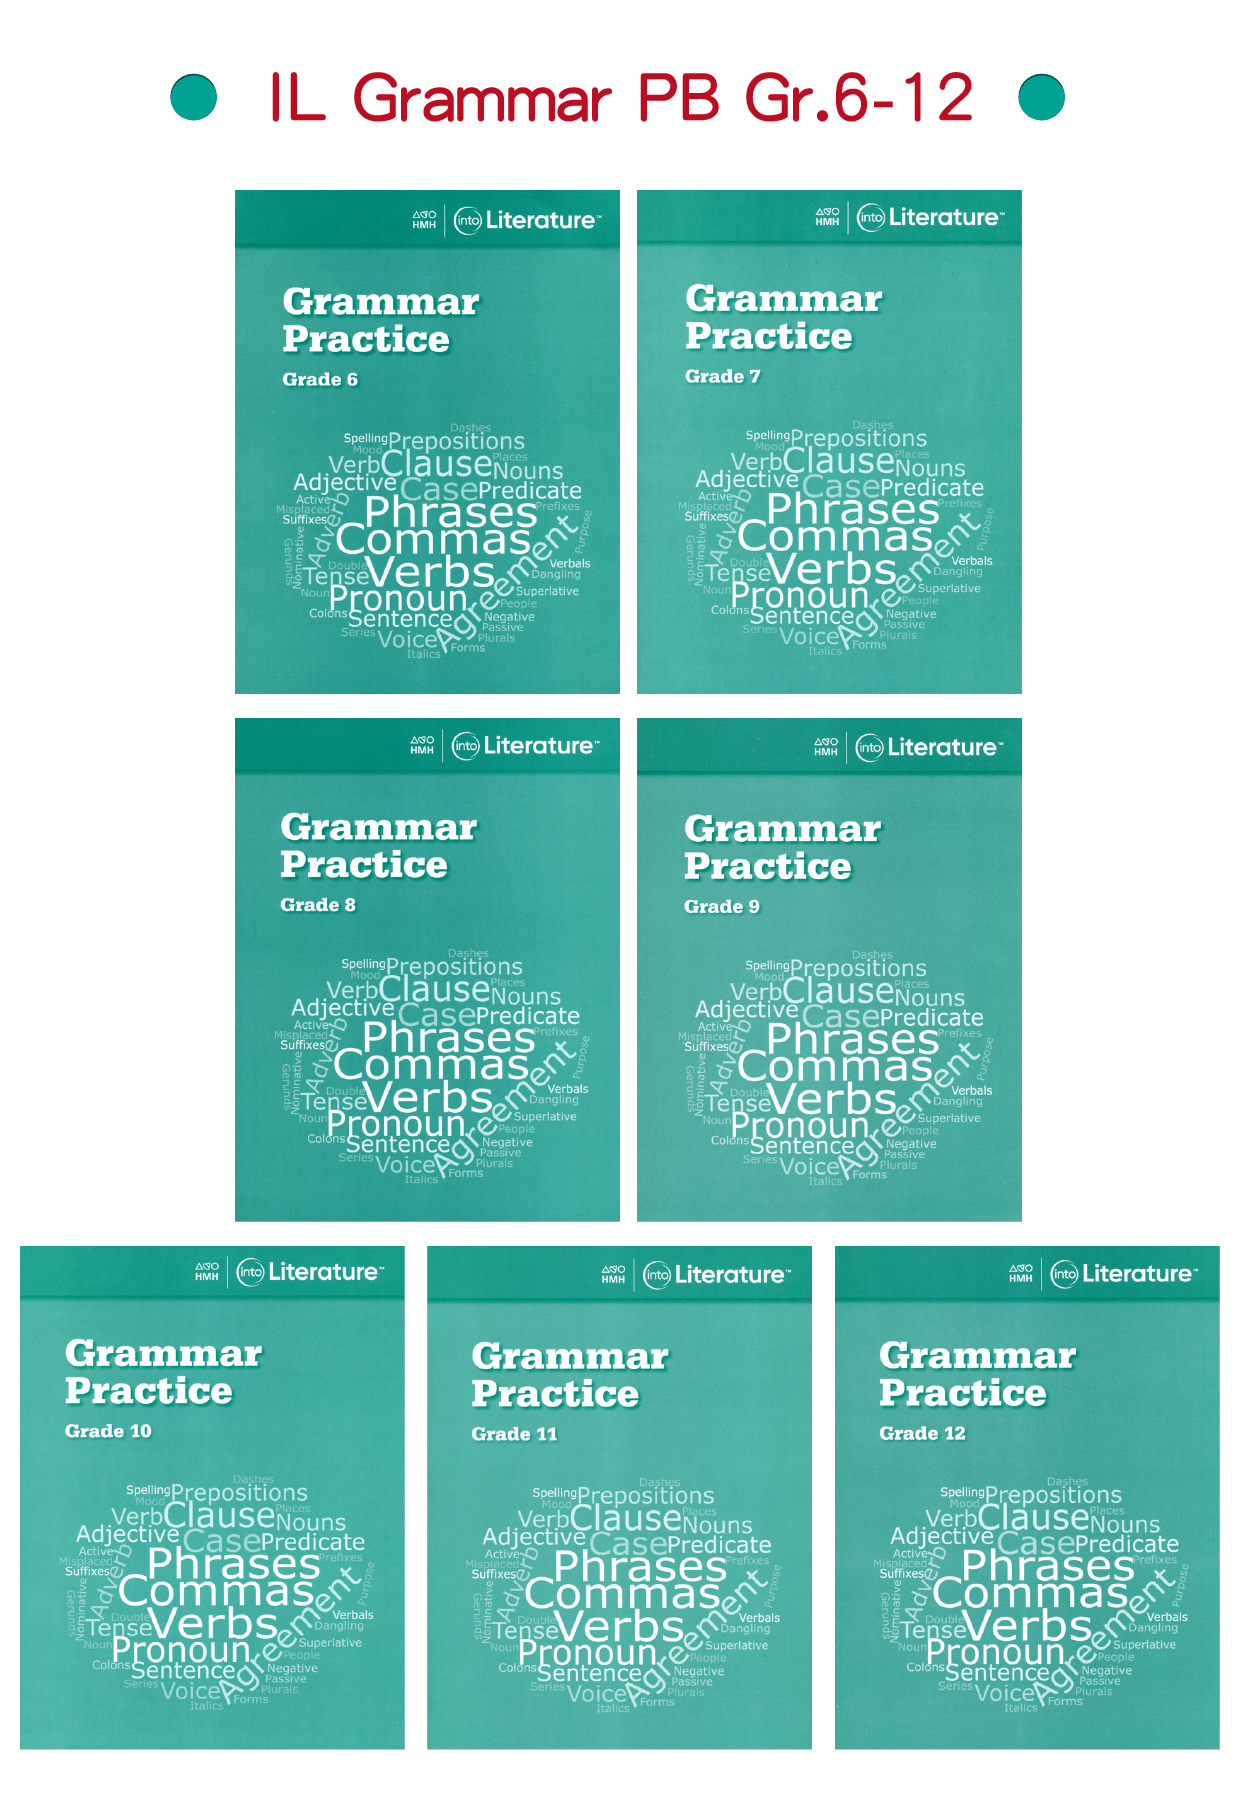 IL Grammar PB Gr.6-12
HMH into Literature™
Grammar
Practice
Grade 6
Dashes
Spelling Prepositions
Mood
Verb Clause Nouns Places
Adjective Case Predicate
Active
Misplaced Adverb Phrases Prefixes
Suffixes
Gerunds Nominative Commas Agreement Purpose
Double Verbs Verbals
Tense Dangling
Noun Pronoun Superlative
People
Colons Sentence Negative
Series Voice Passive
Plurals
Italics Forms
HMH into Literature™
Grammar
Practice
Grade 7
Dashes
Spelling Prepositions
Mood
Verb Clause Nouns Places
Adjective Case Predicate
Active
Misplaced Adverb Phrases Prefixes
Suffixes
Gerunds Nominative Commas Agreement Purpose
Double Verbs Verbals
Tense Dangling
Noun Pronoun Superlative
People
Colons Sentence Negative
Series Voice Passive
Plurals
Italics Forms
HMH into Literature™
Grammar
Practice
Grade 8
Dashes
Spelling Prepositions
Mood
Verb Clause Nouns Places
Adjective Case Predicate
Active
Misplaced Adverb Phrases Prefixes
Suffixes
Gerunds Nominative Commas Agreement Purpose
Double Verbs Verbals
Tense Dangling
Noun Pronoun Superlative
People
Colons Sentence Negative
Series Voice Passive
Plurals
Italics Forms
HMH into Literature™
Grammar
Practice
Grade 9
Dashes
Spelling Prepositions
Mood
Verb Clause Nouns Places
Adjective Case Predicate
Active
Misplaced Adverb Phrases Prefixes
Suffixes
Gerunds Nominative Commas Agreement Purpose
Double Verbs Verbals
Tense Dangling
Noun Pronoun Superlative
People
Colons Sentence Negative
Series Voice Passive
Plurals
Italics Forms
HMH into Literature™
Grammar
Practice
Grade 10
Dashes
Spelling Prepositions
Mood
Verb Clause Nouns Places
Adjective Case Predicate
Active
Misplaced Adverb Phrases Prefixes
Suffixes
Gerunds Nominative Commas Agreement Purpose
Double Verbs Verbals
Tense Dangling
Noun Pronoun Superlative
People
Colons Sentence Negative
Series Voice Passive
Plurals
Italics Forms
HMH into Literature™
Grammar
Practice
Grade 11
Dashes
Spelling Prepositions
Mood
Verb Clause Nouns Places
Adjective Case Predicate
Active
Misplaced Adverb Phrases Prefixes
Suffixes
Gerunds Nominative Commas Agreement Purpose
Double Verbs Verbals
Tense Dangling
Noun Pronoun Superlative
People
Colons Sentence Negative
Series Voice Passive
Plurals
Italics Forms
HMH into Literature™
Grammar
Practice
Grade 12
Dashes
Spelling Prepositions
Mood
Verb Clause Nouns Places
Adjective Case Predicate
Active
Misplaced Adverb Phrases Prefixes
Suffixes
Gerunds Nominative Commas Agreement Purpose
Double Verbs Verbals
Tense Dangling
Noun Pronoun Superlative
People
Colons Sentence Negative
Series Voice Passive
Plurals
Italics Forms